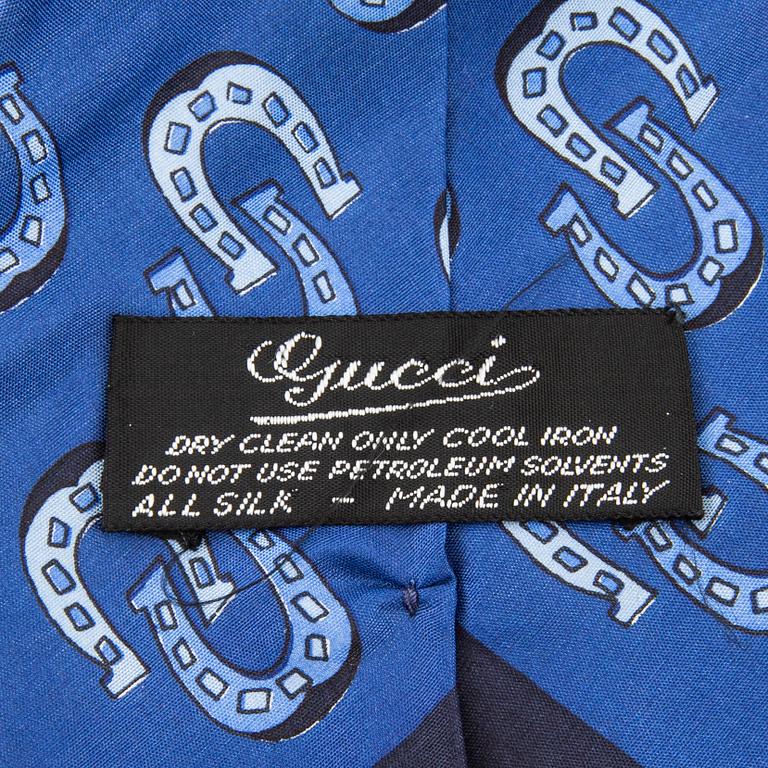 Gucci
DRY CLEAN ONLY COOL IRON
DO NOT USE PETROLEUM SOLVENTS
ALL SILK - MADE IN ITALY